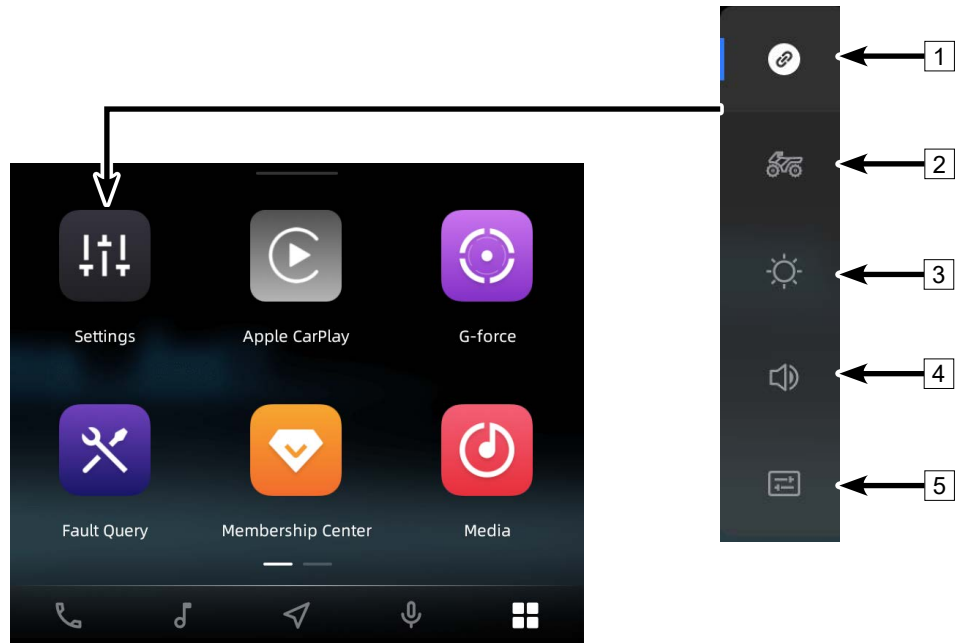 1
2
3
4
5
Settings
Apple CarPlay
G-force
Fault Query
Membership Center
Media